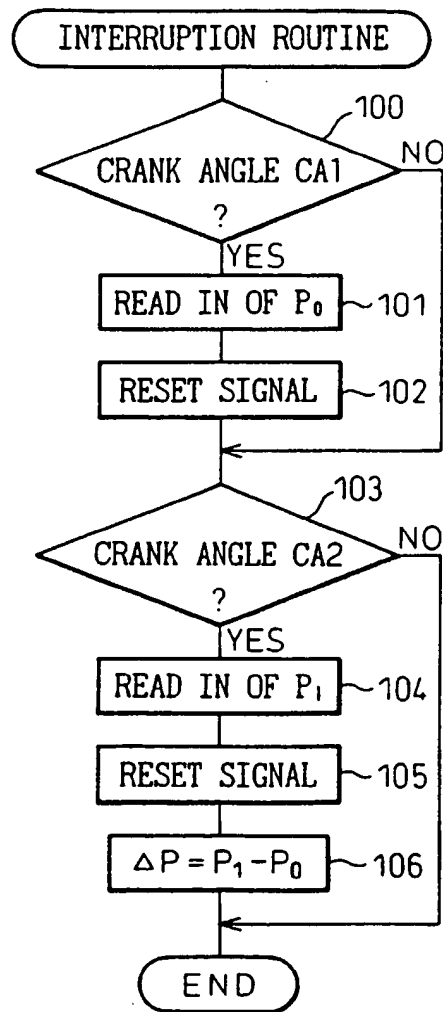 INTERRUPTION ROUTINE
100
CRANK ANGLE CA1
?
NO
YES
READ IN OF P₀
101
RESET SIGNAL
102
103
CRANK ANGLE CA2
?
NO
YES
READ IN OF P₁
104
RESET SIGNAL
105
△P = P₁ - P₀
106
END